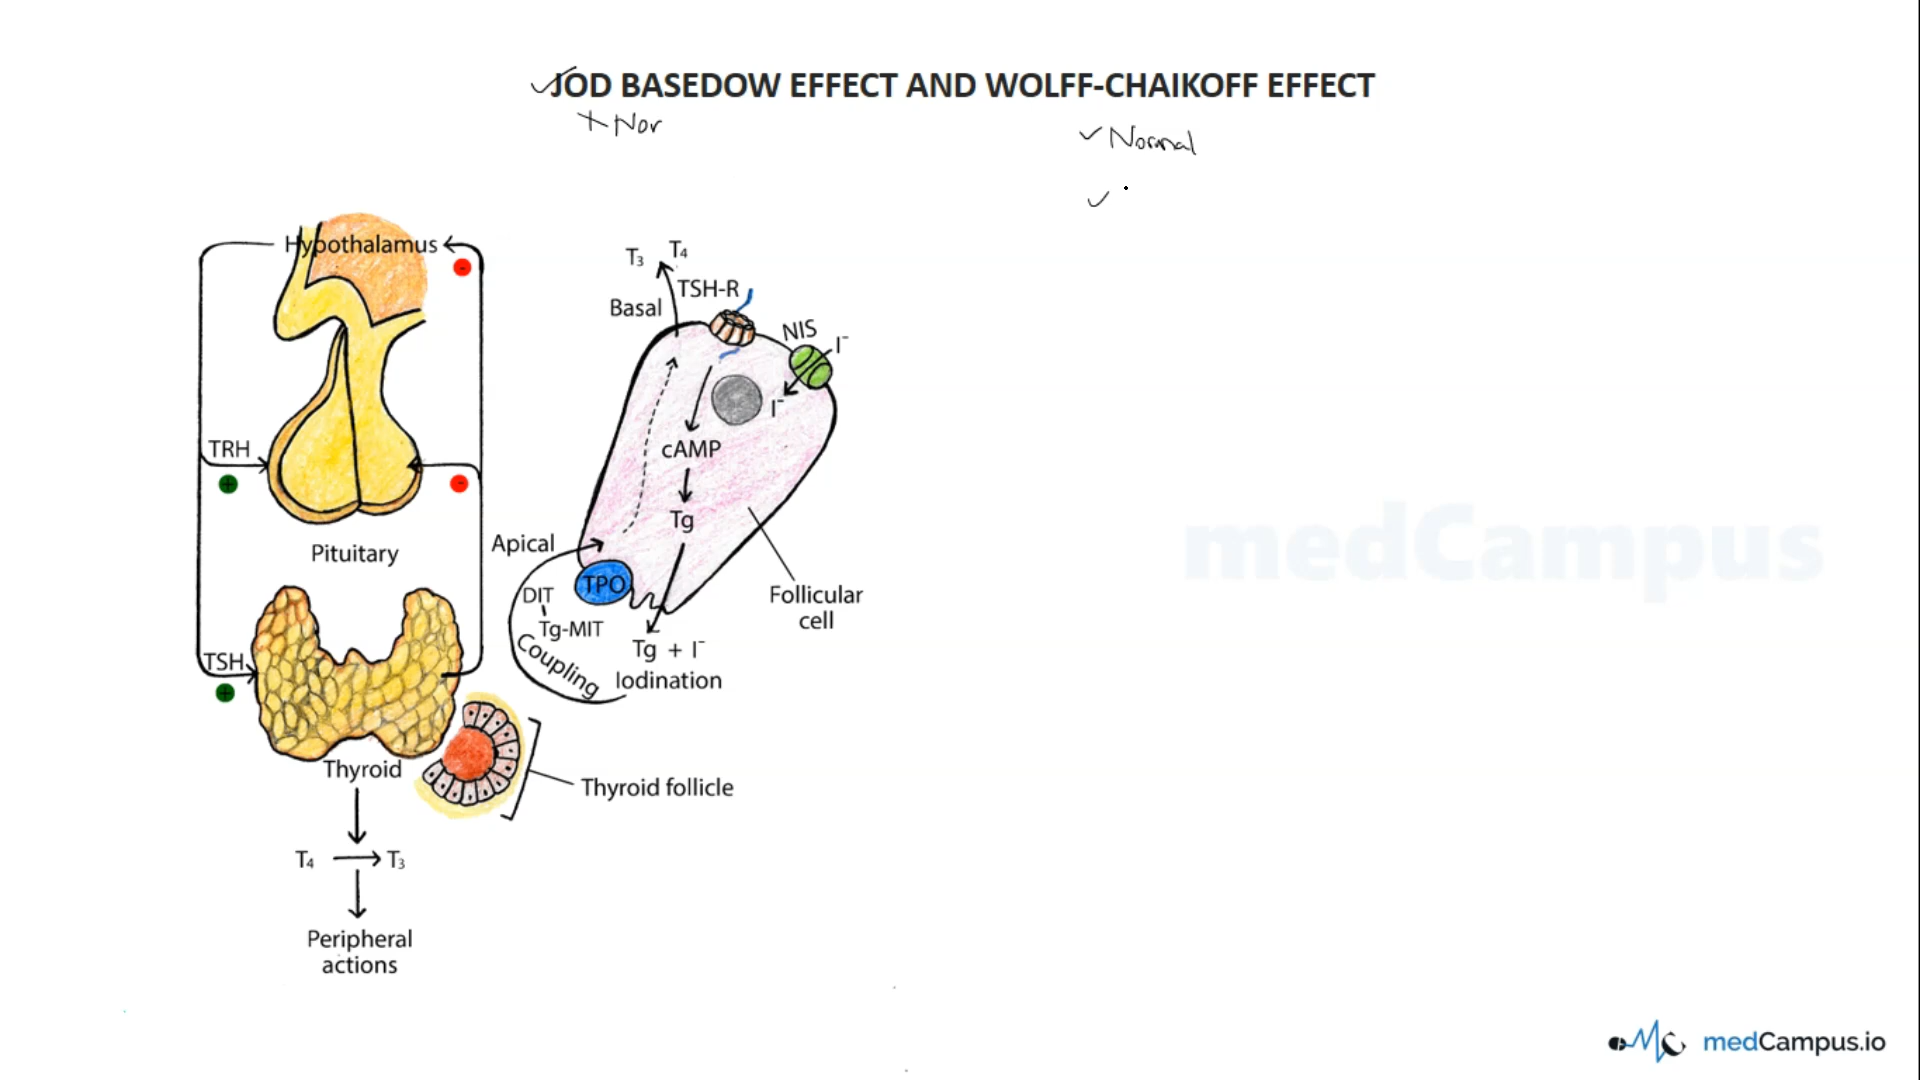 JOD BASEDOW EFFECT AND WOLFF-CHAIKOFF EFFECT
Nor
Normal
Hypothalamus
TRH
Pituitary
TSH
Thyroid
T₄ T₃
Peripheral
actions
T₃ T₄
Basal
TSH-R
NIS
I⁻
I⁻
cAMP
Tg
Apical
TPO
DIT
Tg-MIT
Coupling
Tg + I⁻
Iodination
Follicular
cell
Thyroid follicle
medCampus
medCampus.io